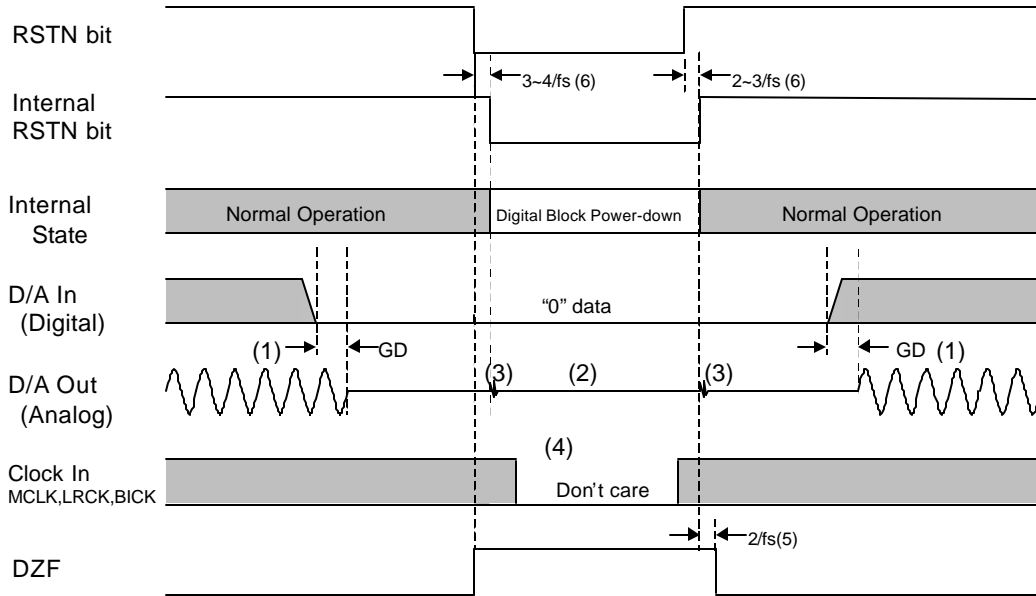 RSTN bit
3~4/fs (6)
2~3/fs (6)
Internal
RSTN bit
Internal
State
Normal Operation
Digital Block Power-down
Normal Operation
D/A In
(Digital)
“0” data
(1)
GD
GD
(1)
D/A Out
(Analog)
(3)
(2)
(3)
(4)
Clock In
MCLK,LRCK,BICK
Don’t care
2/fs(5)
DZF